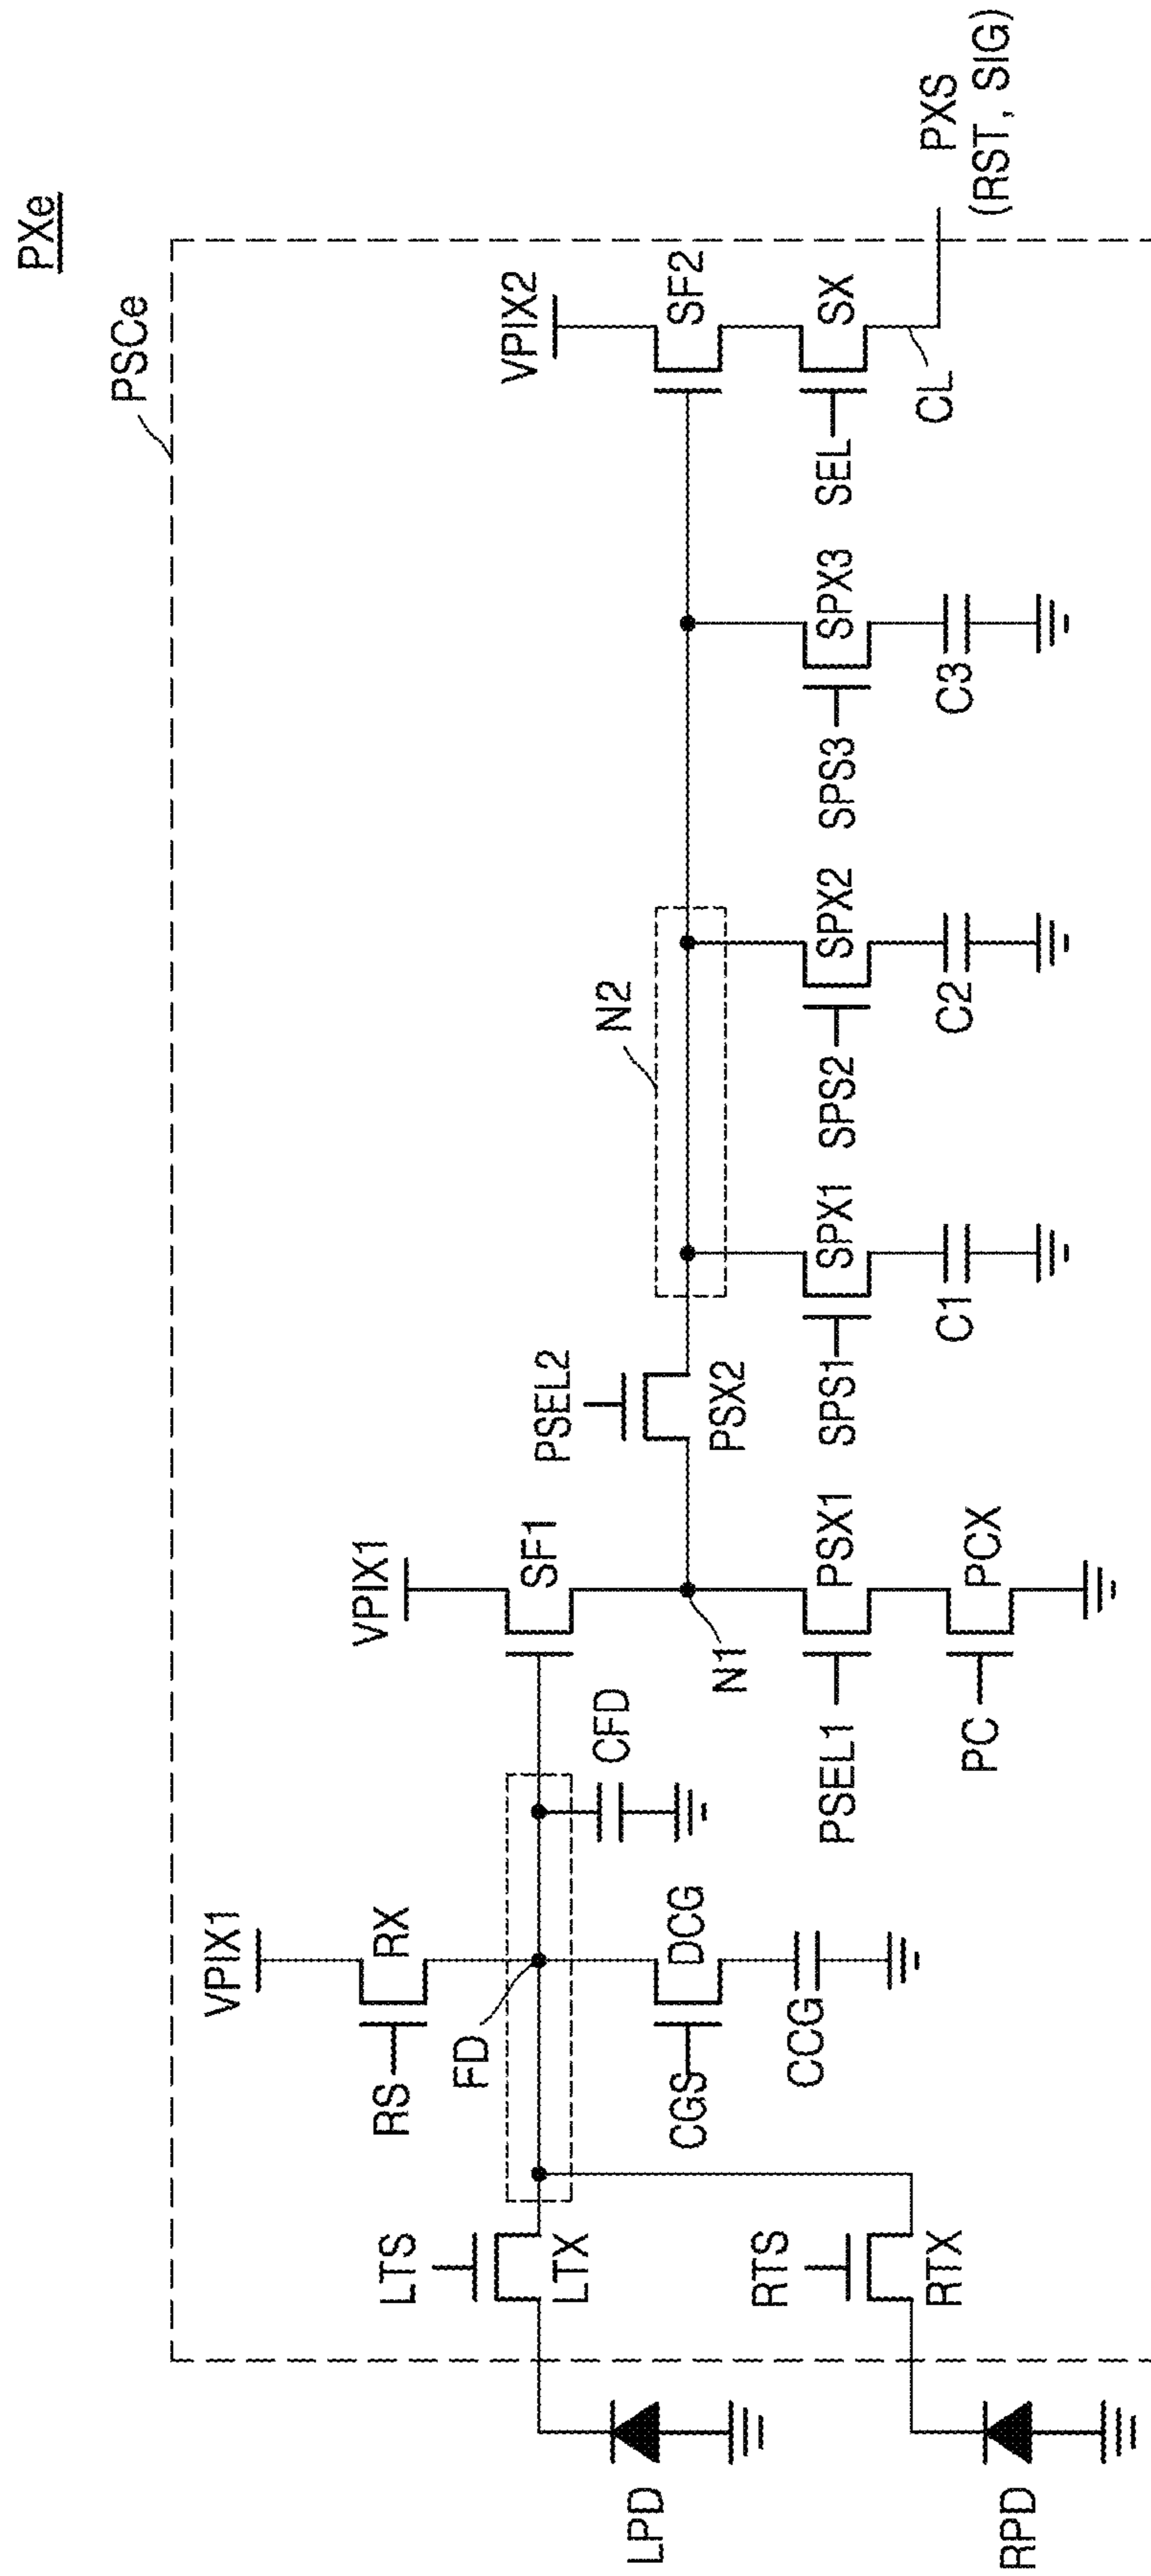 PXe
PSCe
VPIX1
RX
RS
FD
VPIX1
SF1
CFD
LTS
LTX
CGS
DCG
CCG
N1
PSEL2
PSX2
N2
VPIX2
SF2
LPD
RTS
RTX
PSEL1
PSX1
PC
PCX
SPS1
SPX1
C1
SPS2
SPX2
C2
SPS3
SPX3
C3
SEL
SX
CL
PXS
(RST, SIG)
RPD